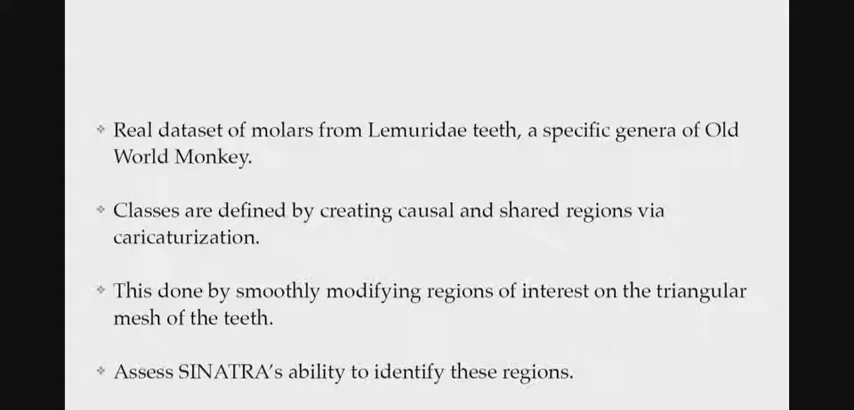 Real dataset of molars from Lemuridae teeth, a specific genera of Old
World Monkey.
Classes are defined by creating causal and shared regions via
caricaturization.
This done by smoothly modifying regions of interest on the triangular
mesh of the teeth.
Assess SINATRA's ability to identify these regions.